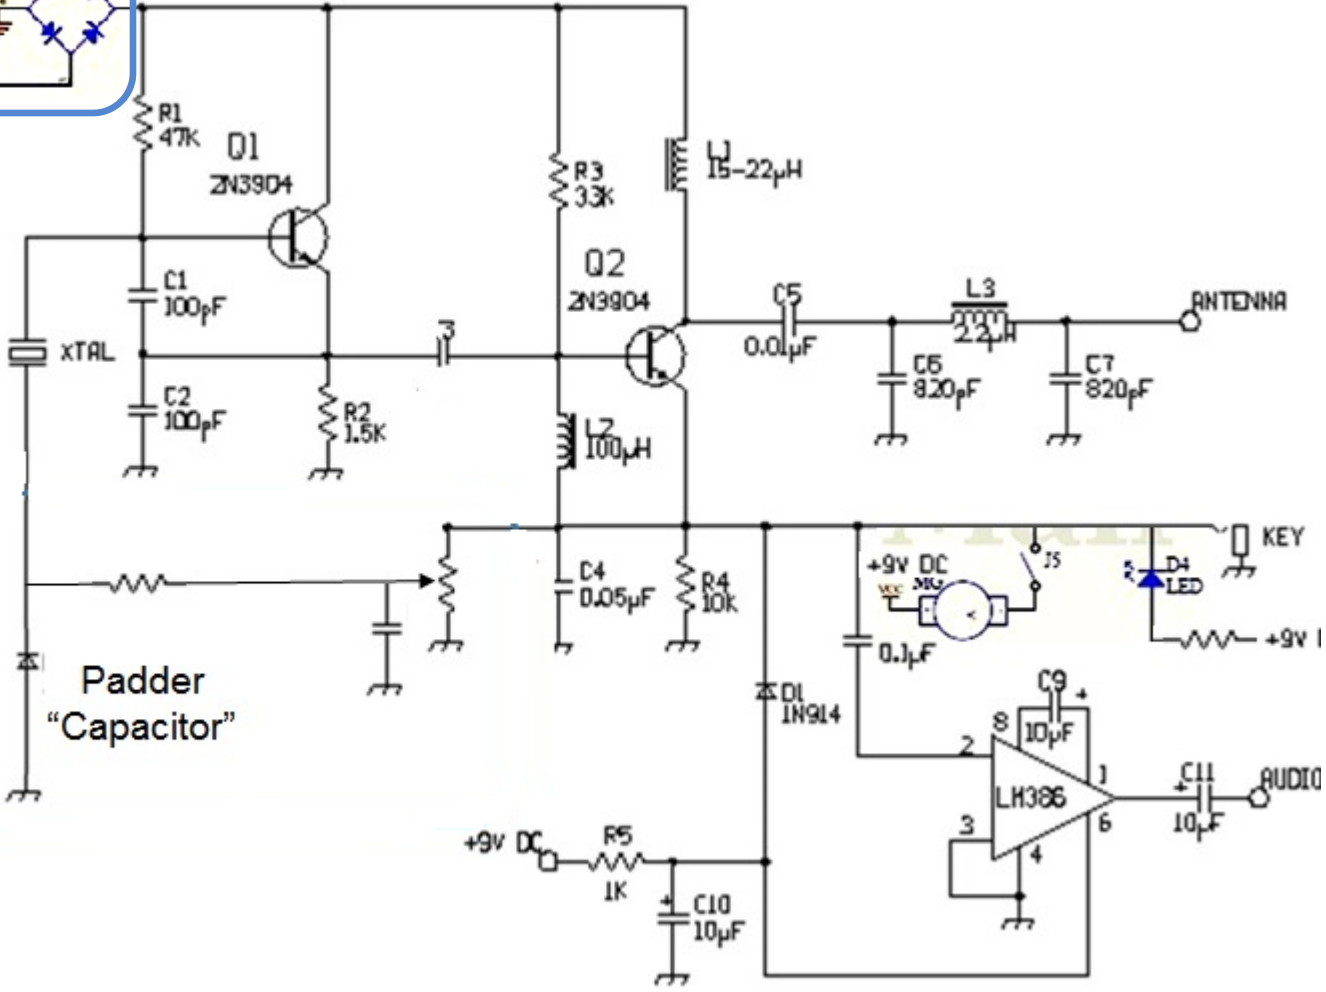 R1
47K
Q1
2N3904
R3
33K
L1
15-22µH
Q2
2N3904
C1
100pF
C5
0.01µF
L3
2.2µH
ANTENNA
XTAL
3
C6
820pF
C7
820pF
C2
100pF
R2
1.5K
L2
100µH
KEY
+9V DC
J5
VCC
MG
A
D4
LED
C4
0.05µF
R4
10K
0.1µF
+9V
Padder
“Capacitor”
D1
1N914
C9
10µF
+
8
2
1
LM386
3
4
6
C11
+
10µF
AUDIO
+9V DC
R5
1K
+
C10
10µF